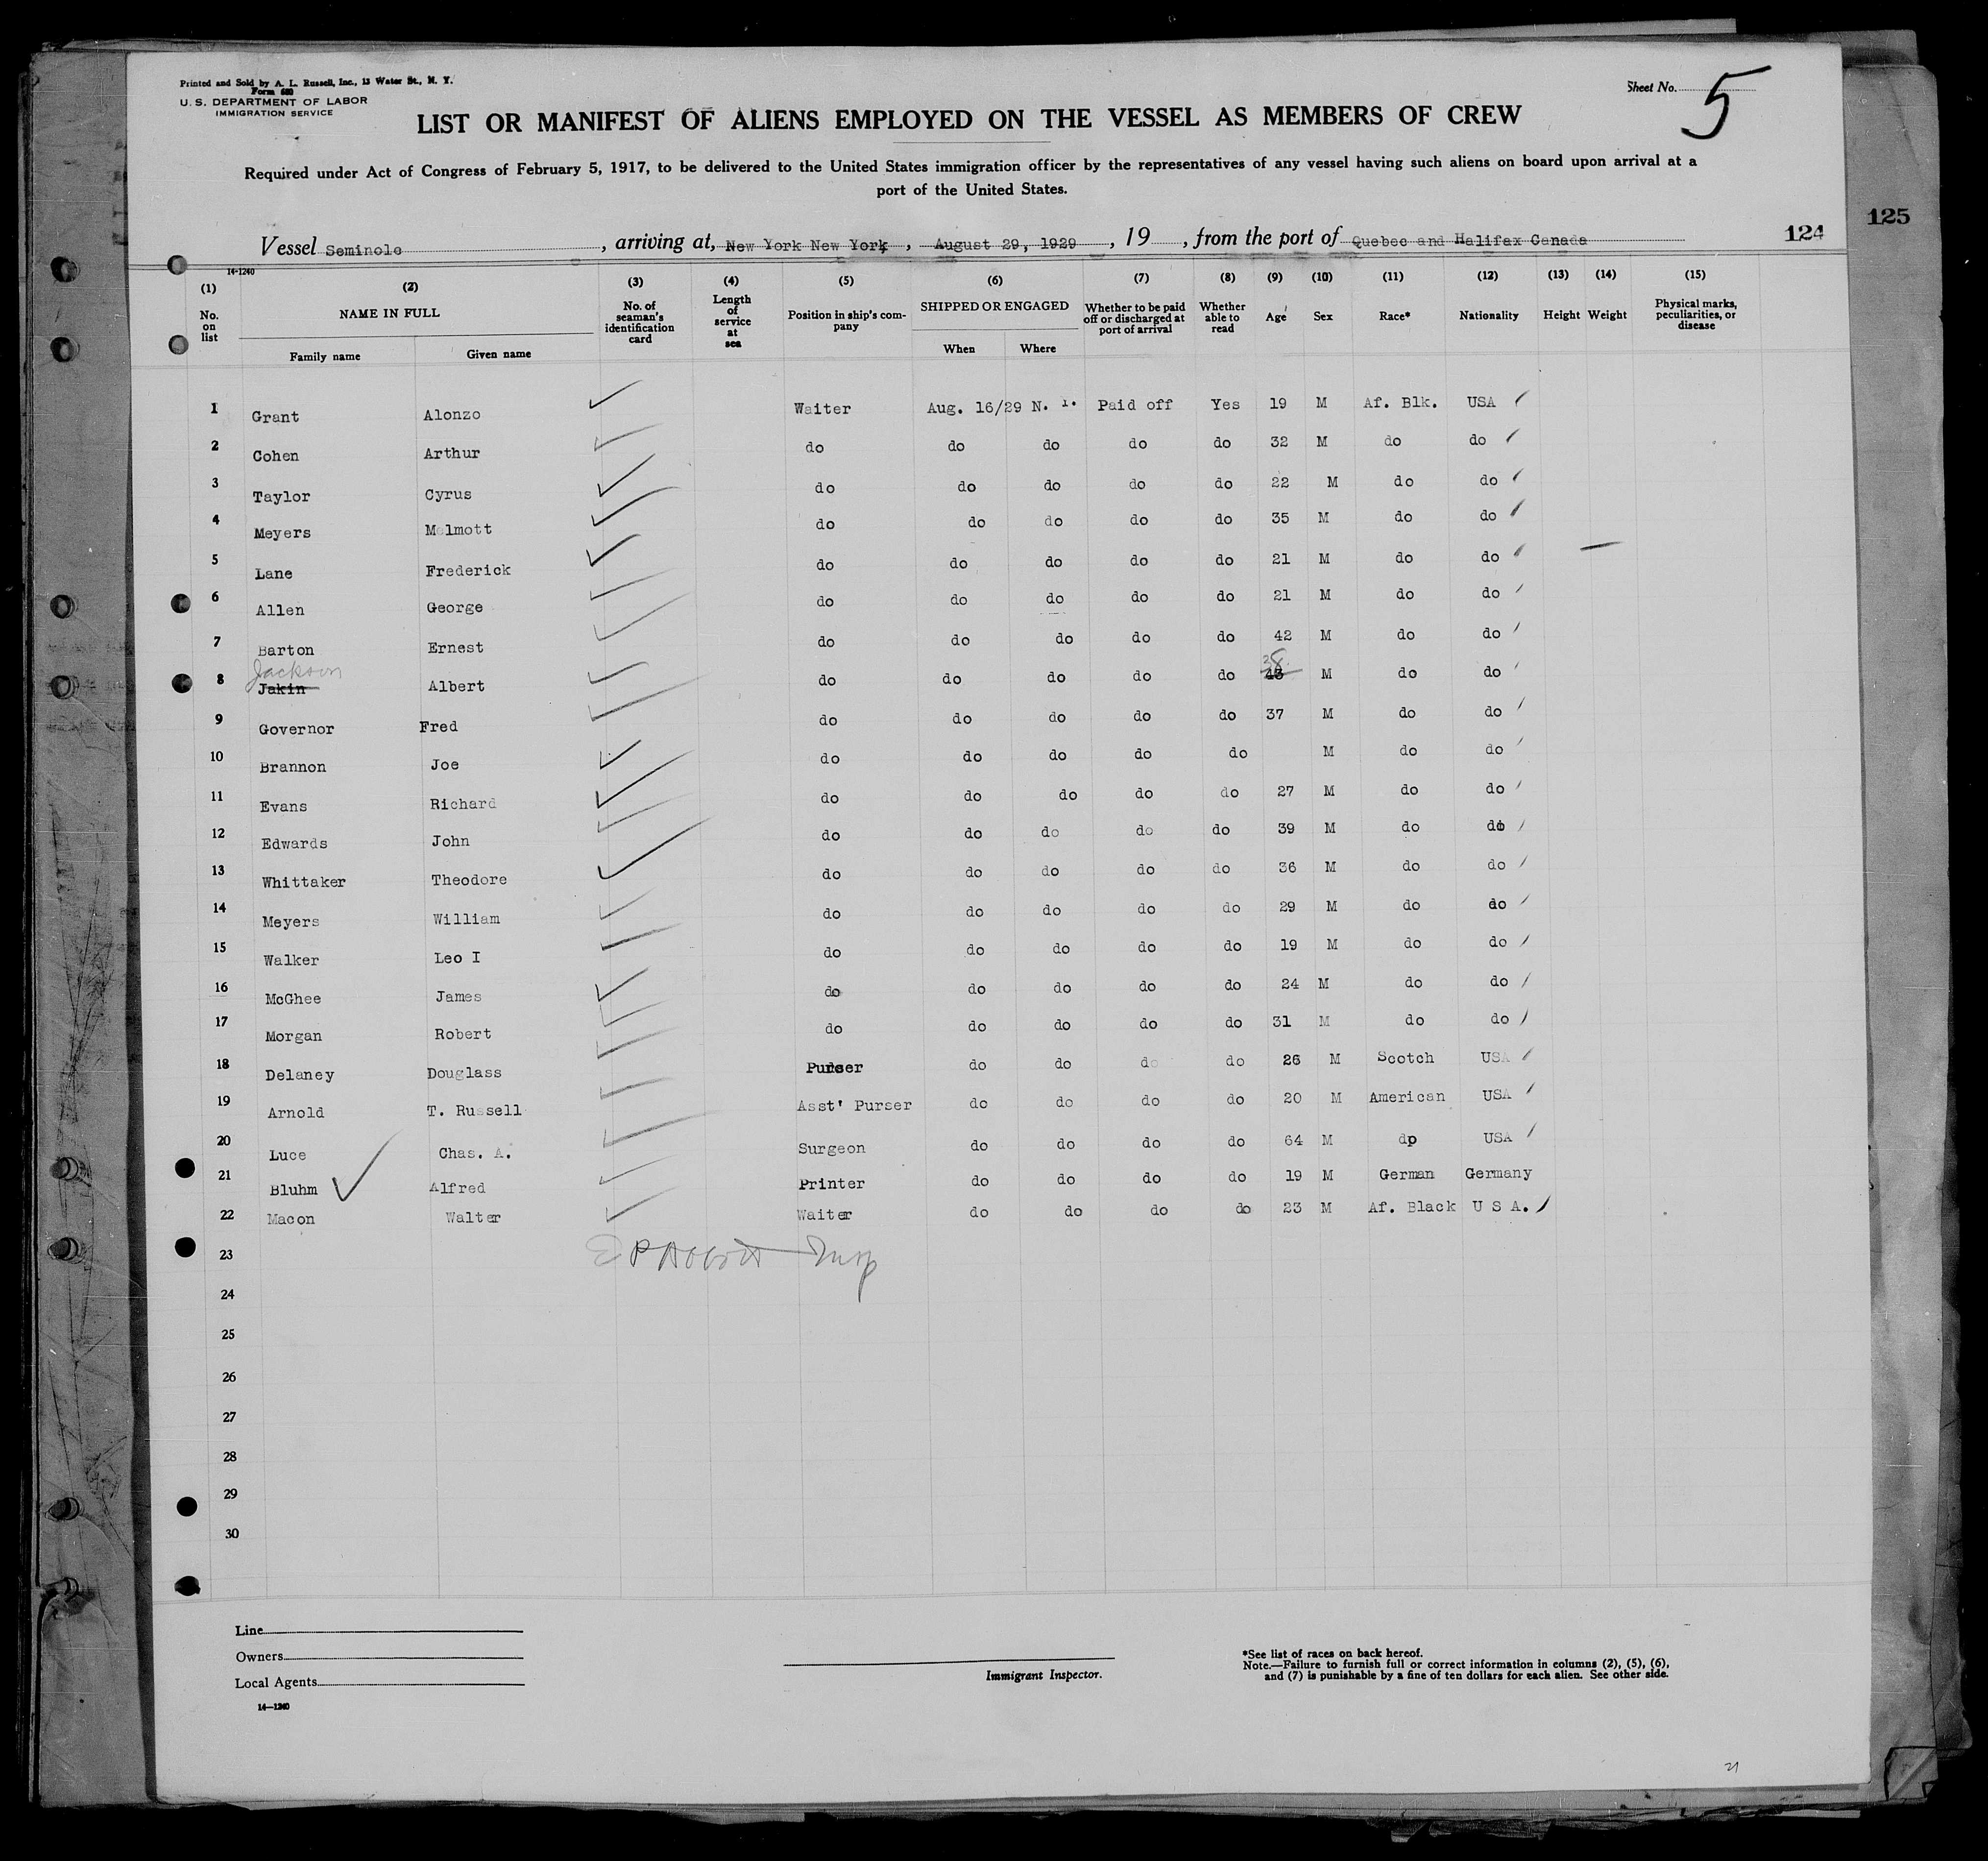 Printed and Sold by A. L. Russell, Inc., 13 Water St., N. Y.
Form 680
U. S. DEPARTMENT OF LABOR
IMMIGRATION SERVICE
Sheet No. 5
LIST OR MANIFEST OF ALIENS EMPLOYED ON THE VESSEL AS MEMBERS OF CREW
Required under Act of Congress of February 5, 1917, to be delivered to the United States immigration officer by the representatives of any vessel having such aliens on board upon arrival at a
port of the United States.
125
Vessel Seminole, arriving at, New York New York, August 29, 1929, 19, from the port of Quebec and Halifax Canada 124
14-1240
(1) (2) (3) (4) (5) (6) (7) (8) (9) (10) (11) (12) (13) (14) (15)
No. on list NAME IN FULL No. of seaman's identification card Length of service at sea Position in ship's company SHIPPED OR ENGAGED Whether to be paid off or discharged at port of arrival Whether able to read Age Sex Race* Nationality Height Weight Physical marks, peculiarities, or disease
Family name Given name When Where
1 Grant Alonzo Waiter Aug. 16/29 N. Y. Paid off Yes 19 M Af. Blk. USA
2 Cohen Arthur do do do do do 32 M do do
3 Taylor Cyrus do do do do do 22 M do do
4 Meyers Melmott do do do do do 35 M do do
5 Lane Frederick do do do do do 21 M do do
6 Allen George do do do do do 21 M do do
7 Barton Ernest do do do do do 42 M do do
Jackson 38
8 Jakin Albert do do do do do M do do
9 Governor Fred do do do do do 37 M do do
10 Brannon Joe do do do do do M do do
11 Evans Richard do do do do do 27 M do do
12 Edwards John do do do do do 39 M do do
13 Whittaker Theodore do do do do do 36 M do do
14 Meyers William do do do do do 29 M do do
15 Walker Leo I do do do do do 19 M do do
16 McGhee James do do do do do 24 M do do
17 Morgan Robert do do do do do 31 M do do
18 Delaney Douglass Purser do do do do 26 M Scotch USA
19 Arnold T. Russell Asst' Purser do do do do 20 M American USA
20 Luce Chas. A. Surgeon do do do do 64 M do USA
21 Bluhm Alfred Printer do do do do 19 M German Germany
22 Macon Walter Waiter do do do do 23 M Af. Black U S A.
23 E P Abbott Insp
24
25
26
27
28
29
30
Line
Owners
Local Agents
14—1240
Immigrant Inspector.
*See list of races on back hereof.
Note.—Failure to furnish full or correct information in columns (2), (5), (6),
and (7) is punishable by a fine of ten dollars for each alien. See other side.